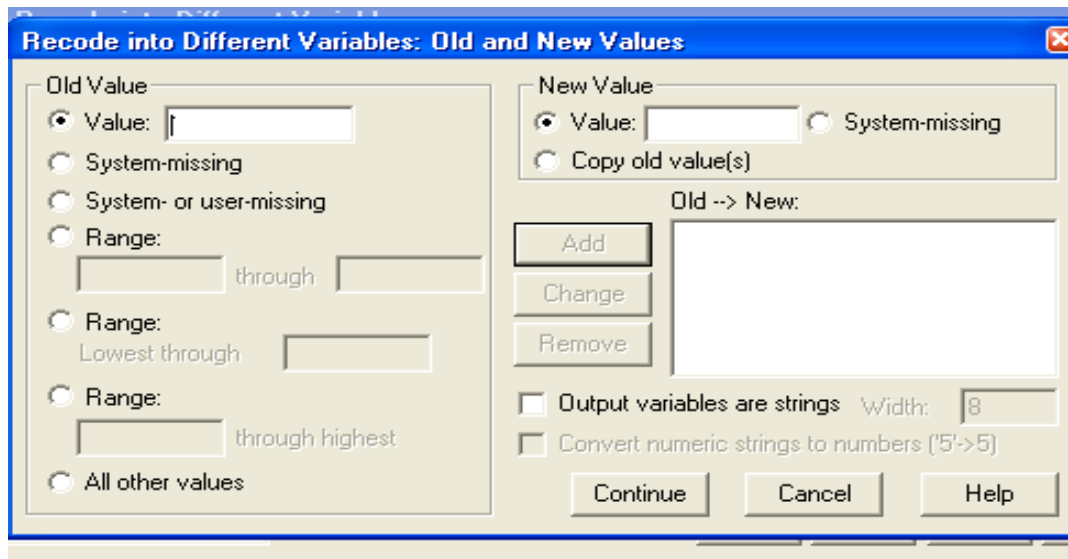 Recode into Different Variables: Old and New Values
Old Value
Value:
System-missing
System- or user-missing
Range:
through
Range:
Lowest through
Range:
through highest
All other values
New Value
Value:
System-missing
Copy old value(s)
Old --> New:
Add
Change
Remove
Output variables are strings Width: 8
Convert numeric strings to numbers ('5'->5)
Continue Cancel Help